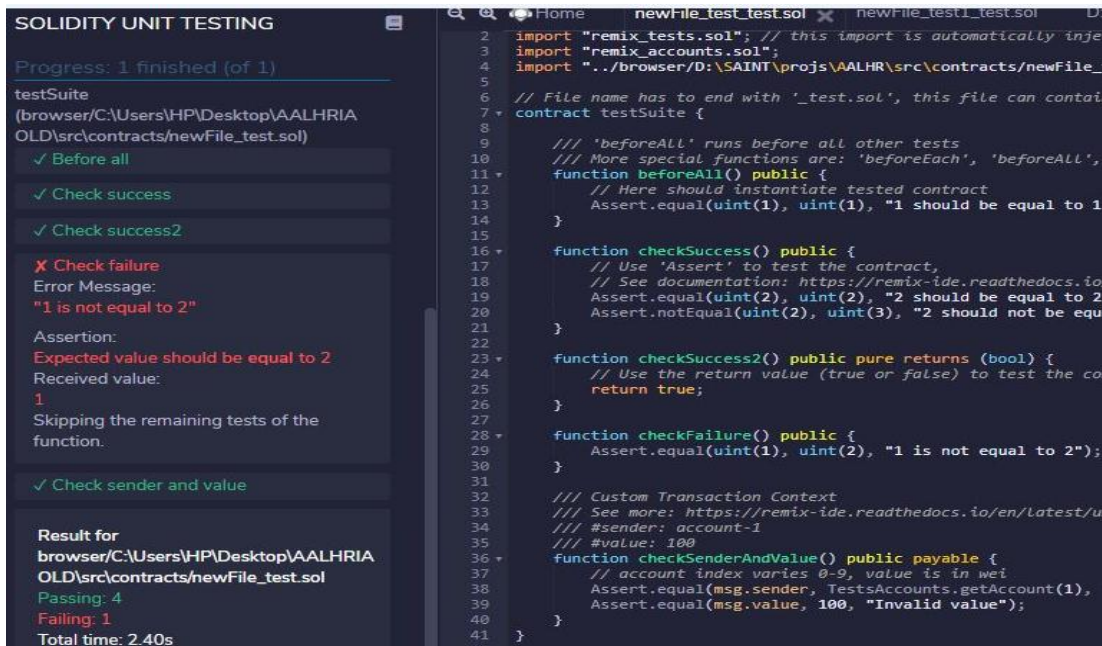 SOLIDITY UNIT TESTING
Progress: 1 finished (of 1)
testSuite
(browser/C:\Users\HP\Desktop\AALHRIA
OLD\src\contracts/newFile_test.sol)
✓ Before all
✓ Check success
✓ Check success2
✗ Check failure
Error Message:
"1 is not equal to 2"
Assertion:
Expected value should be equal to 2
Received value:
1
Skipping the remaining tests of the
function.
✓ Check sender and value
Result for
browser/C:\Users\HP\Desktop\AALHRIA
OLD\src\contracts/newFile_test.sol
Passing: 4
Failing: 1
Total time: 2.40s
Home newFile_test_test.sol newFile_test1_test.sol D:
2 import "remix_tests.sol"; // this import is automatically inje
3 import "remix_accounts.sol";
4 import "../browser/D:\SAINT\projs\AALHR\src\contracts/newFile_
5
6 // File name has to end with '_test.sol', this file can contai
7 contract testSuite {
8
9 /// 'beforeAll' runs before all other tests
10 /// More special functions are: 'beforeEach', 'beforeAll',
11 function beforeAll() public {
12 // Here should instantiate tested contract
13 Assert.equal(uint(1), uint(1), "1 should be equal to 1
14 }
15
16 function checkSuccess() public {
17 // Use 'Assert' to test the contract,
18 // See documentation: https://remix-ide.readthedocs.io
19 Assert.equal(uint(2), uint(2), "2 should be equal to 2
20 Assert.notEqual(uint(2), uint(3), "2 should not be equ
21 }
22
23 function checkSuccess2() public pure returns (bool) {
24 // Use the return value (true or false) to test the co
25 return true;
26 }
27
28 function checkFailure() public {
29 Assert.equal(uint(1), uint(2), "1 is not equal to 2");
30 }
31
32 /// Custom Transaction Context
33 /// See more: https://remix-ide.readthedocs.io/en/latest/u
34 /// #sender: account-1
35 /// #value: 100
36 function checkSenderAndValue() public payable {
37 // account index varies 0-9, value is in wei
38 Assert.equal(msg.sender, TestsAccounts.getAccount(1),
39 Assert.equal(msg.value, 100, "Invalid value");
40 }
41 }